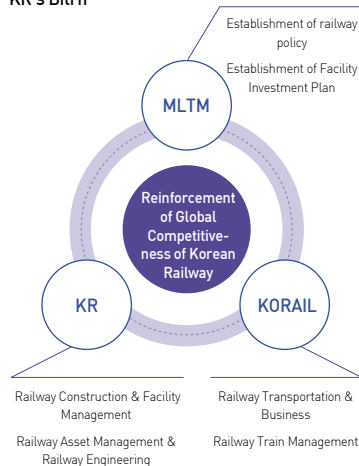 KR's Birth
Establishment of railway
policy
Establishment of Facility
Investment Plan
MLTM
Reinforcement
of Global
Competitive-
ness of Korean
Railway
KR
KORAIL
Railway Construction & Facility
Management
Railway Asset Management &
Railway Engineering
Railway Transportation &
Business
Railway Train Management